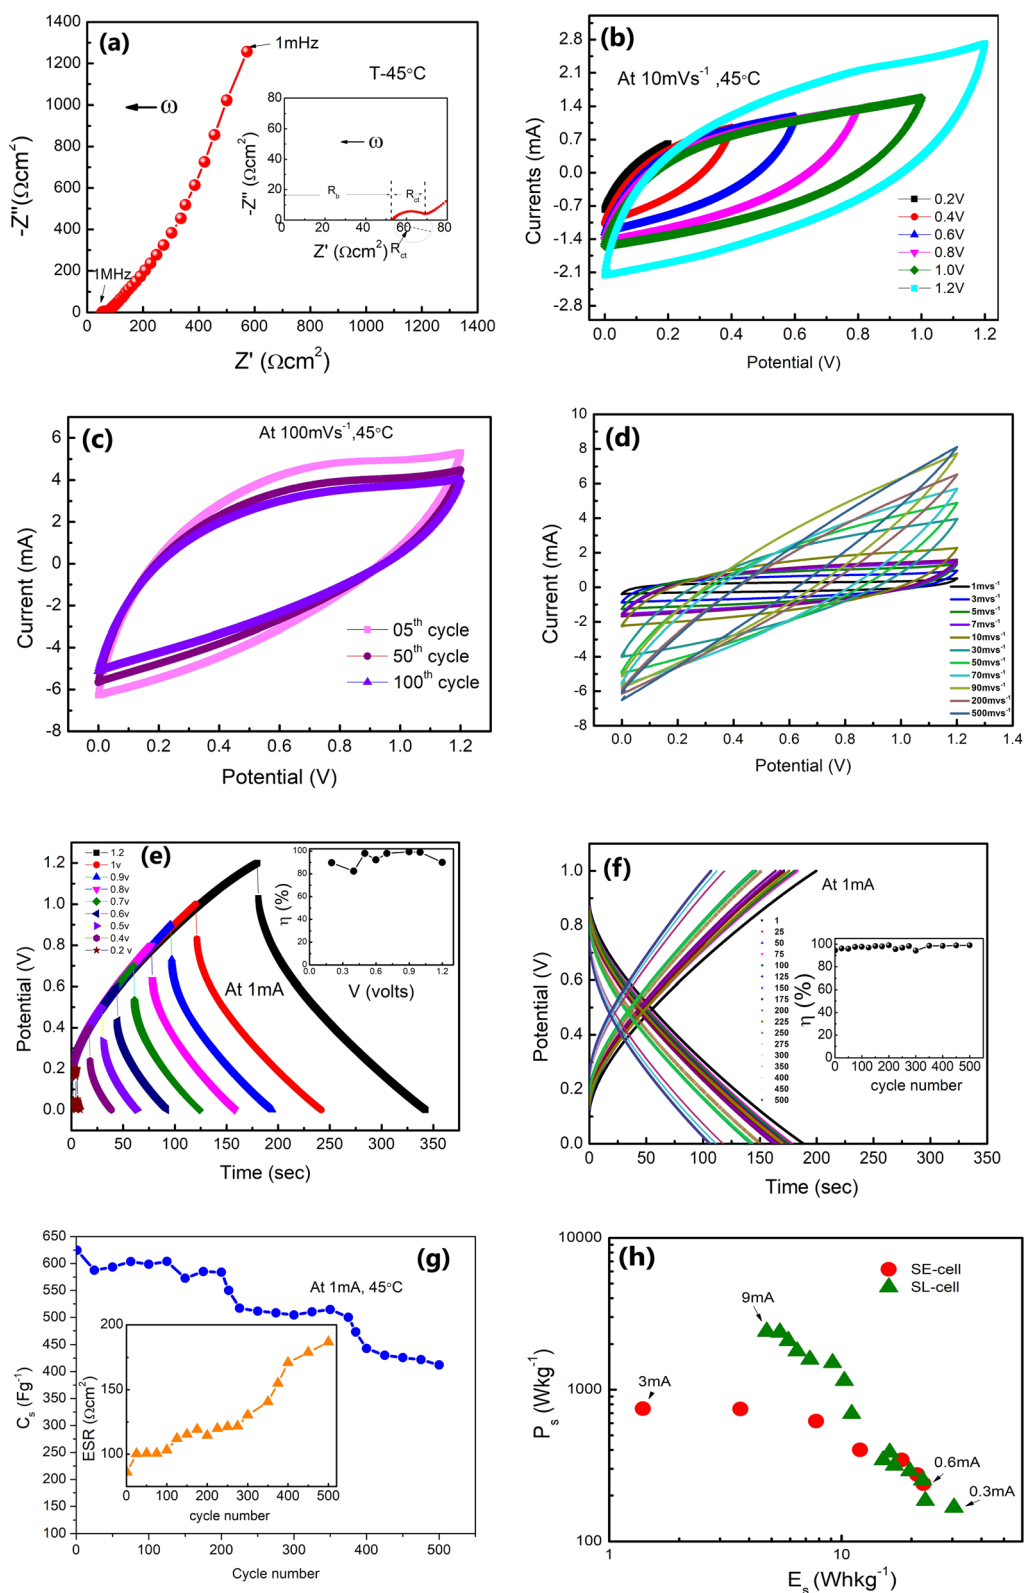 (a)
1400
1200
1000
800
600
400
200
0
-Z''(Ωcm²)
1mHz
T-45°C
ω
1MHz
0 200 400 600 800 1000 1200 1400
Z' (Ωcm²)
80
60
40
20
0
-Z'' (Ωcm²)
ω
R_b
R_ct
0 20 40 60 80
Z' (Ωcm²)
R_ct
(b)
At 10mVs⁻¹ ,45°C
2.8
2.1
1.4
0.7
0.0
-0.7
-1.4
-2.1
-2.8
Currents (mA)
0.2V
0.4V
0.6V
0.8V
1.0V
1.2V
0.0 0.2 0.4 0.6 0.8 1.0 1.2
Potential (V)
(c)
At 100mVs⁻¹,45°C
6
4
2
0
-2
-4
-6
-8
Current (mA)
05th cycle
50th cycle
100th cycle
0.0 0.2 0.4 0.6 0.8 1.0 1.2
Potential (V)
(d)
10
8
6
4
2
0
-2
-4
-6
-8
Current (mA)
1mvs⁻¹
3mvs⁻¹
5mvs⁻¹
7mvs⁻¹
10mvs⁻¹
30mvs⁻¹
50mvs⁻¹
70mvs⁻¹
90mvs⁻¹
200mvs⁻¹
500mvs⁻¹
0.0 0.2 0.4 0.6 0.8 1.0 1.2 1.4
Potential (V)
(e)
1.2
1.0
0.8
0.6
0.4
0.2
0.0
Potential (V)
1.2
1v
0.9v
0.8v
0.7v
0.6v
0.5v
0.4v
0.2 v
At 1mA
100
80
60
40
20
0
η (%)
0.0 0.4 0.8 1.2
V (volts)
0 50 100 150 200 250 300 350
Time (sec)
(f)
At 1mA
1.0
0.8
0.6
0.4
0.2
0.0
Potential (V)
1
25
50
75
100
125
150
175
200
225
250
275
300
350
400
450
500
100
80
60
40
20
0
η (%)
0 100 200 300 400 500
cycle number
0 50 100 150 200 250 300 350
Time (sec)
(g)
At 1mA, 45°C
650
600
550
500
450
400
350
300
250
200
150
100
C_s (Fg⁻¹)
200
150
100
50
ESR (Ωcm²)
0 100 200 300 400 500
cycle number
0 100 200 300 400 500
Cycle number
(h)
10000
1000
100
P_s (Wkg⁻¹)
SE-cell
SL-cell
9mA
3mA
0.6mA
0.3mA
1 10
E_s (Whkg⁻¹)